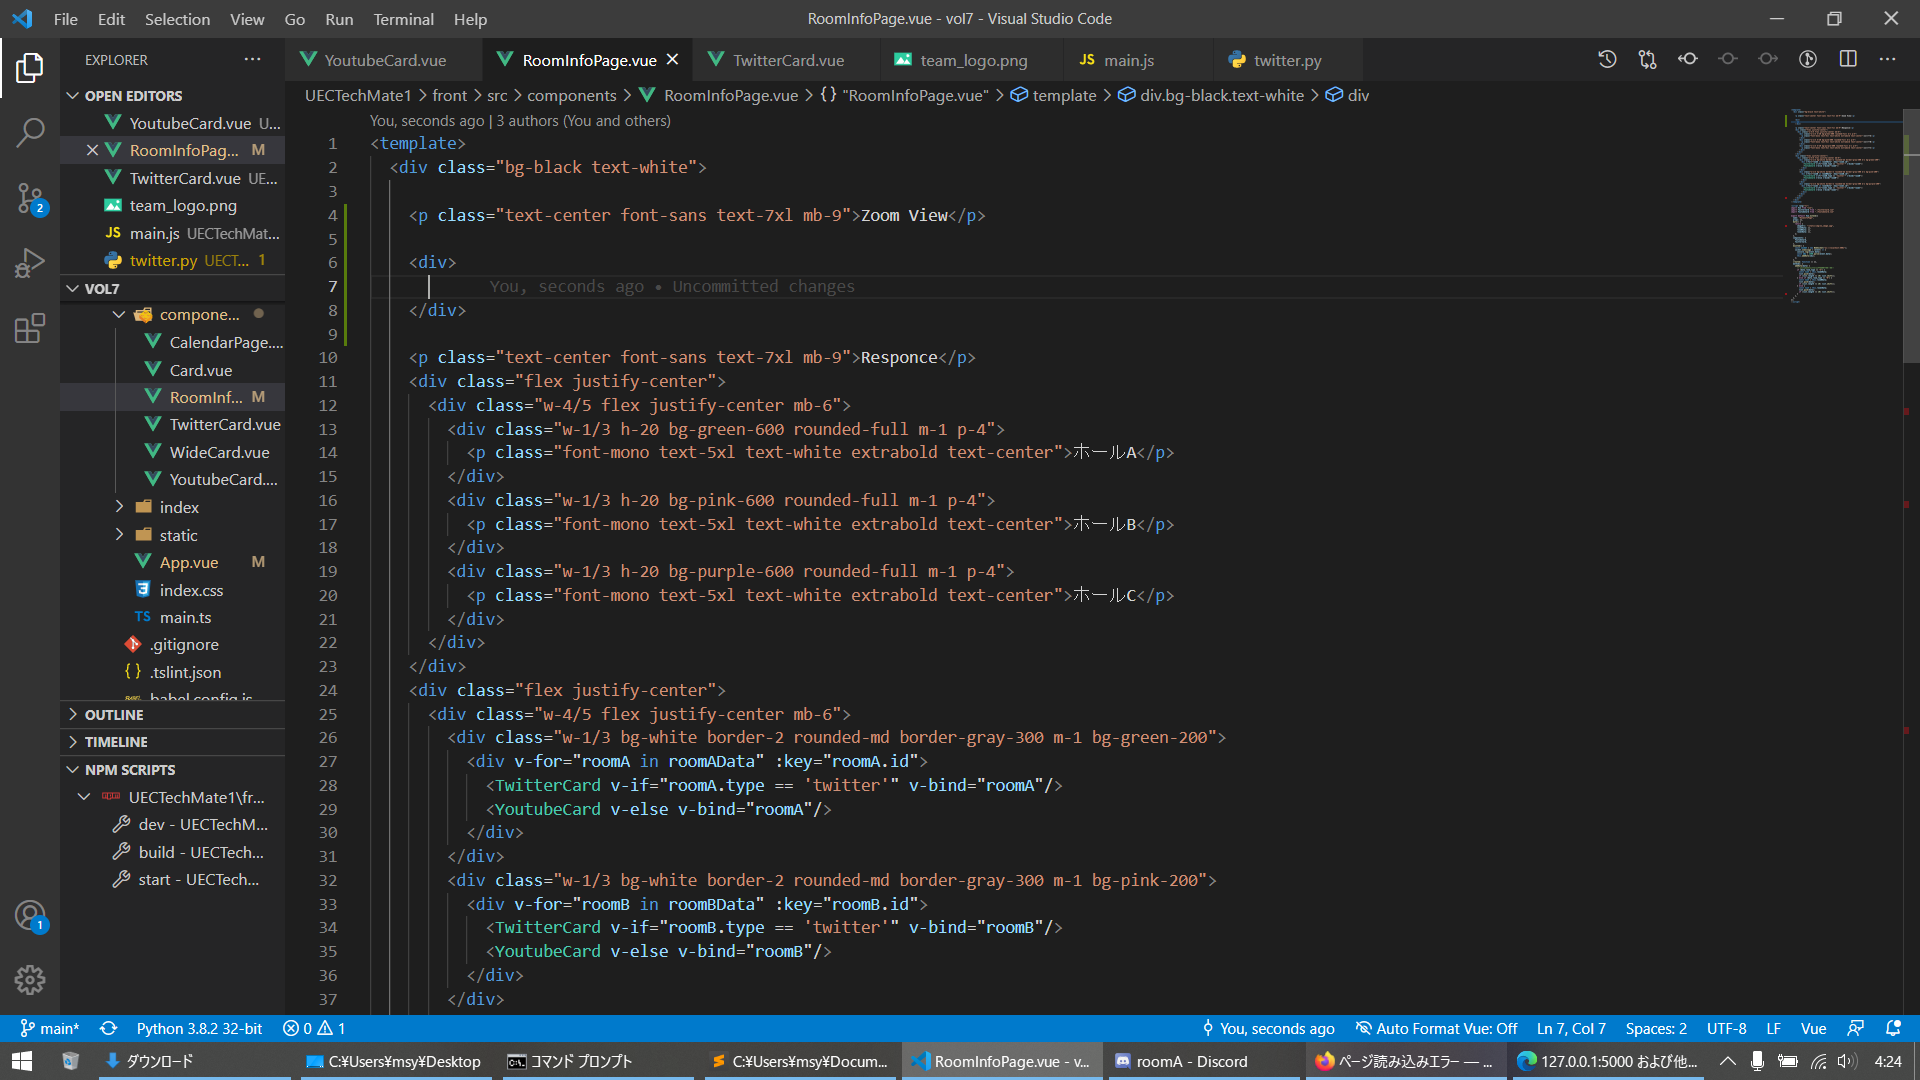 File Edit Selection View Go Run Terminal Help
RoomInfoPage.vue - vol7 - Visual Studio Code
EXPLORER
YoutubeCard.vue
RoomInfoPage.vue
TwitterCard.vue
team_logo.png
JS main.js
twitter.py
UECTechMate1 > front > src > components > RoomInfoPage.vue > {} "RoomInfoPage.vue" > template > div.bg-black.text-white > div
OPEN EDITORS
YoutubeCard.vue U...
RoomInfoPag... M
TwitterCard.vue UE...
team_logo.png
JS main.js UECTechMat...
twitter.py UECT... 1
VOL7
compone...
CalendarPage....
Card.vue
RoomInf... M
TwitterCard.vue
WideCard.vue
YoutubeCard....
index
static
App.vue M
index.css
TS main.ts
.gitignore
{} .tslint.json
babel.config.js
OUTLINE
TIMELINE
NPM SCRIPTS
UECTechMate1\fr...
dev - UECTechM...
build - UECTech...
start - UECTech...
You, seconds ago | 3 authors (You and others)
1 <template>
2 <div class="bg-black text-white">
3
4 <p class="text-center font-sans text-7xl mb-9">Zoom View</p>
5
6 <div>
7 You, seconds ago • Uncommitted changes
8 </div>
9
10 <p class="text-center font-sans text-7xl mb-9">Responce</p>
11 <div class="flex justify-center">
12 <div class="w-4/5 flex justify-center mb-6">
13 <div class="w-1/3 h-20 bg-green-600 rounded-full m-1 p-4">
14 <p class="font-mono text-5xl text-white extrabold text-center">ホールA</p>
15 </div>
16 <div class="w-1/3 h-20 bg-pink-600 rounded-full m-1 p-4">
17 <p class="font-mono text-5xl text-white extrabold text-center">ホールB</p>
18 </div>
19 <div class="w-1/3 h-20 bg-purple-600 rounded-full m-1 p-4">
20 <p class="font-mono text-5xl text-white extrabold text-center">ホールC</p>
21 </div>
22 </div>
23 </div>
24 <div class="flex justify-center">
25 <div class="w-4/5 flex justify-center mb-6">
26 <div class="w-1/3 bg-white border-2 rounded-md border-gray-300 m-1 bg-green-200">
27 <div v-for="roomA in roomAData" :key="roomA.id">
28 <TwitterCard v-if="roomA.type == 'twitter'" v-bind="roomA"/>
29 <YoutubeCard v-else v-bind="roomA"/>
30 </div>
31 </div>
32 <div class="w-1/3 bg-white border-2 rounded-md border-gray-300 m-1 bg-pink-200">
33 <div v-for="roomB in roomBData" :key="roomB.id">
34 <TwitterCard v-if="roomB.type == 'twitter'" v-bind="roomB"/>
35 <YoutubeCard v-else v-bind="roomB"/>
36 </div>
37 </div>
2
1
main* Python 3.8.2 32-bit 0 1 You, seconds ago Auto Format Vue: Off Ln 7, Col 7 Spaces: 2 UTF-8 LF Vue
ダウンロード C:¥Users¥msy¥Desktop コマンド プロンプト C:¥Users¥msy¥Docum... RoomInfoPage.vue - v... roomA - Discord ページ読み込みエラー — ... 127.0.0.1:5000 および他... 4:24